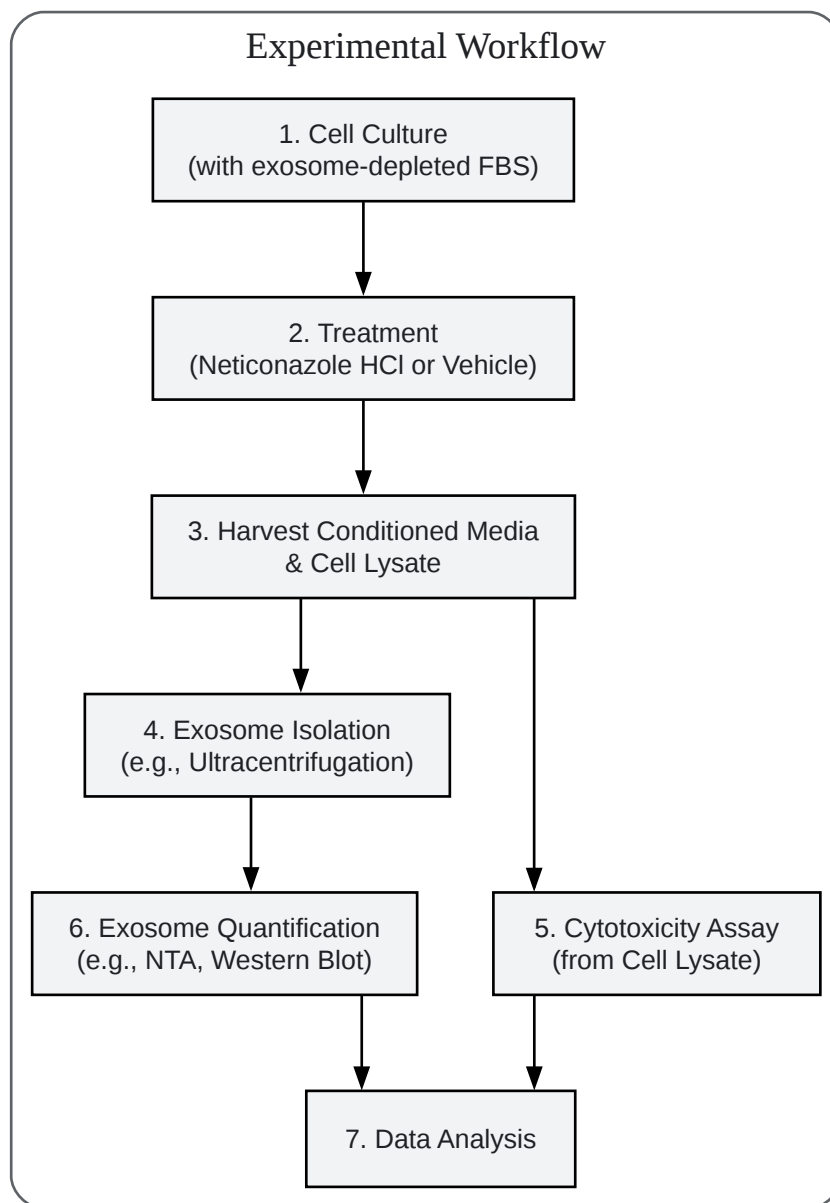 Experimental Workflow
1. Cell Culture
(with exosome-depleted FBS)
2. Treatment
(Neticonazole HCl or Vehicle)
3. Harvest Conditioned Media
& Cell Lysate
4. Exosome Isolation
(e.g., Ultracentrifugation)
6. Exosome Quantification
(e.g., NTA, Western Blot)
5. Cytotoxicity Assay
(from Cell Lysate)
7. Data Analysis